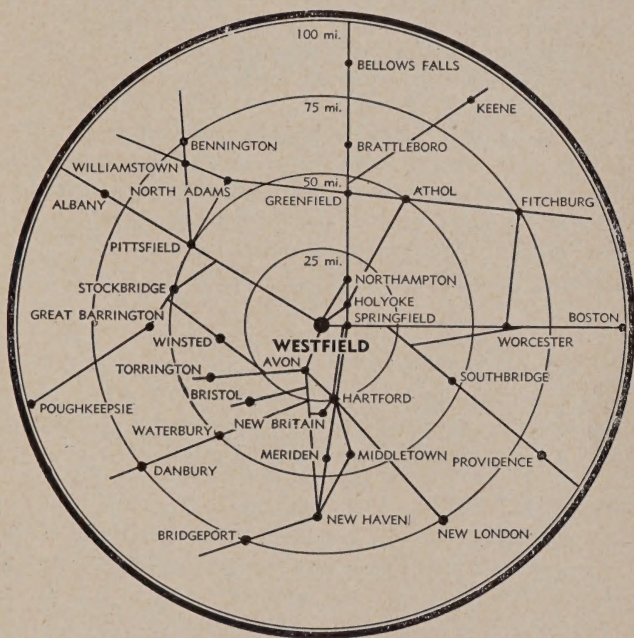 100 mi.
BELLOWS FALLS
75 mi.
KEENE
BENNINGTON
BRATTLEBORO
WILLIAMSTOWN
50 mi.
NORTH ADAMS
ATHOL
ALBANY
GREENFIELD
FITCHBURG
PITTSFIELD
25 mi.
NORTHAMPTON
STOCKBRIDGE
HOLYOKE
GREAT BARRINGTON
SPRINGFIELD
BOSTON
WINSTED
WESTFIELD
WORCESTER
AVON
TORRINGTON
SOUTHBRIDGE
BRISTOL
HARTFORD
POUGHKEEPSIE
NEW BRITAIN
WATERBURY
MERIDEN
MIDDLETOWN
PROVIDENCE
DANBURY
NEW HAVEN
NEW LONDON
BRIDGEPORT